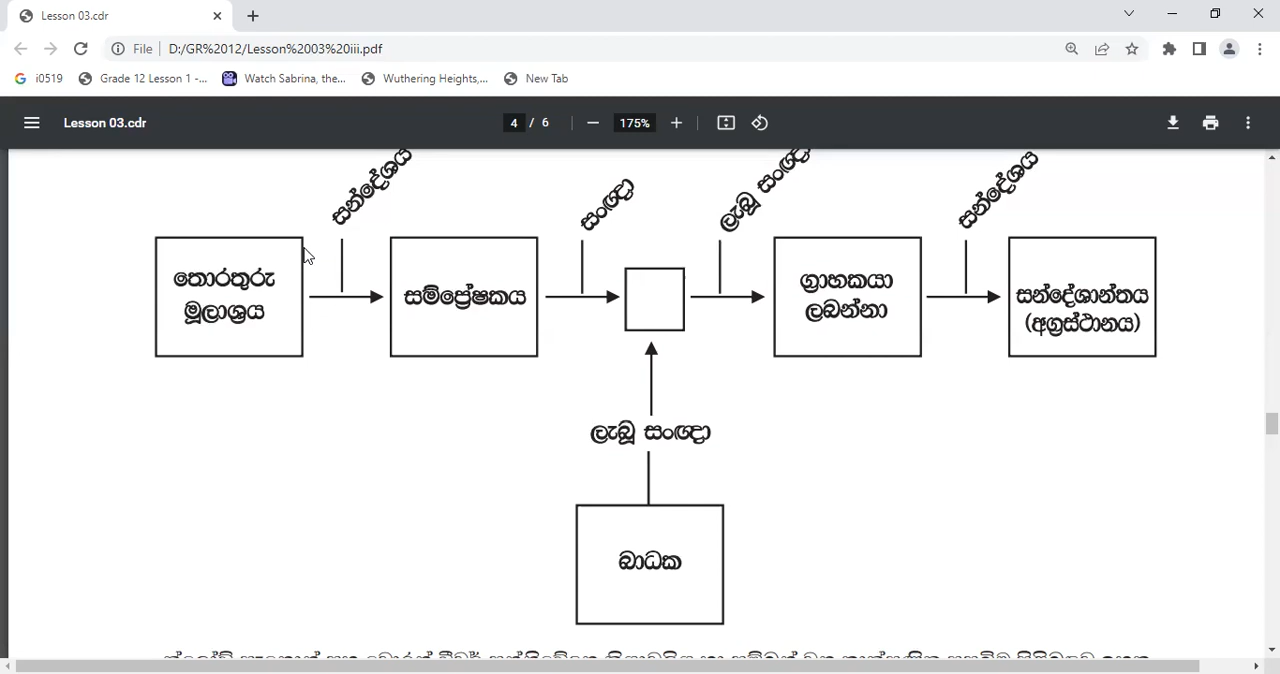 Lesson 03.cdr
File D:/GR%2012/Lesson%2003%20iii.pdf
i0519 Grade 12 Lesson 1 -... Watch Sabrina, the... Wuthering Heights,... New Tab
Lesson 03.cdr 4 / 6 175%
සන්දේශය සංඥා ලැබූ සංඥා සන්දේශය
තොරතුරු
මූලාශ්‍රය
සම්ප්‍රේෂකය
ග්‍රාහකයා
ලබන්නා
සන්දේශාන්තය
(අග්‍රස්ථානය)
ලැබූ සංඥා
බාධක